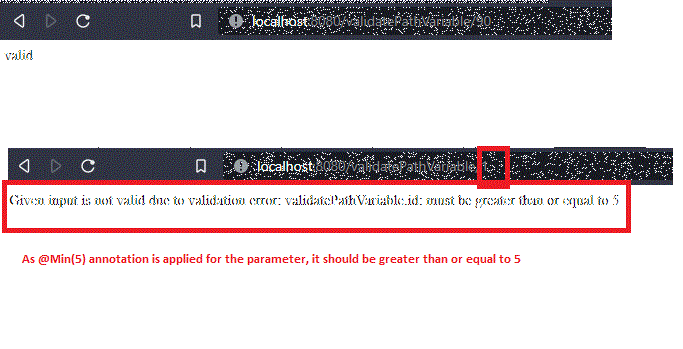 localhost:8080/validatePathVariable/30
valid
localhost:8080/validatePathVariable/
Given input is not valid due to validation error: validatePathVariable.id: must be greater than or equal to 5
As @Min(5) annotation is applied for the parameter, it should be greater than or equal to 5